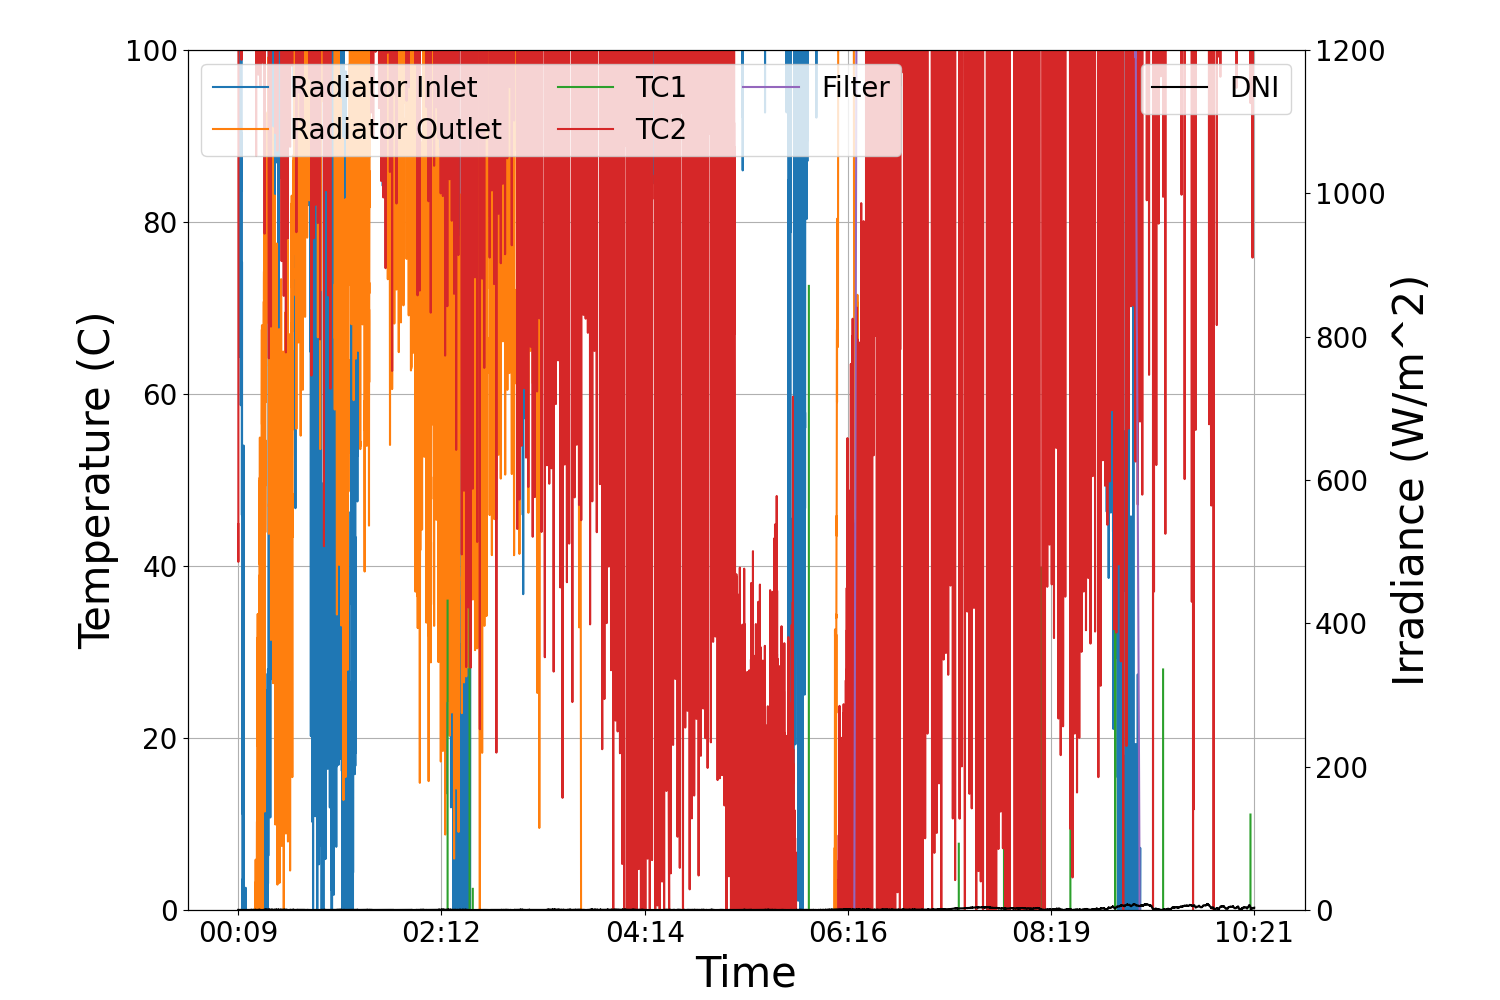 Radiator Inlet
Radiator Outlet
TC1
TC2
Filter
DNI
100
80
60
40
20
0
Temperature (C)
1200
1000
800
600
400
200
0
Irradiance (W/m^2)
00:09
02:12
04:14
06:16
08:19
10:21
Time